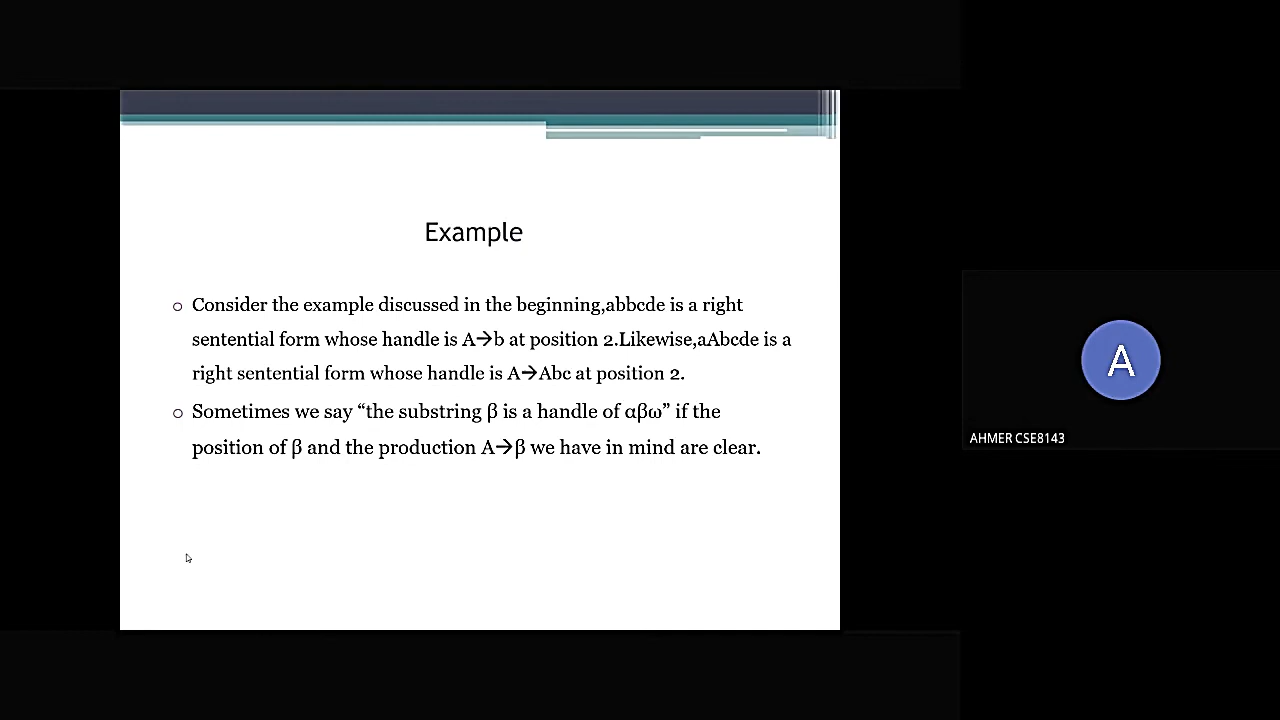 Example
o Consider the example discussed in the beginning,abbcde is a right
sentential form whose handle is A→b at position 2.Likewise,aAbcde is a
right sentential form whose handle is A→Abc at position 2.
o Sometimes we say “the substring β is a handle of αβω” if the
position of β and the production A→β we have in mind are clear.
A
AHMER CSE8143